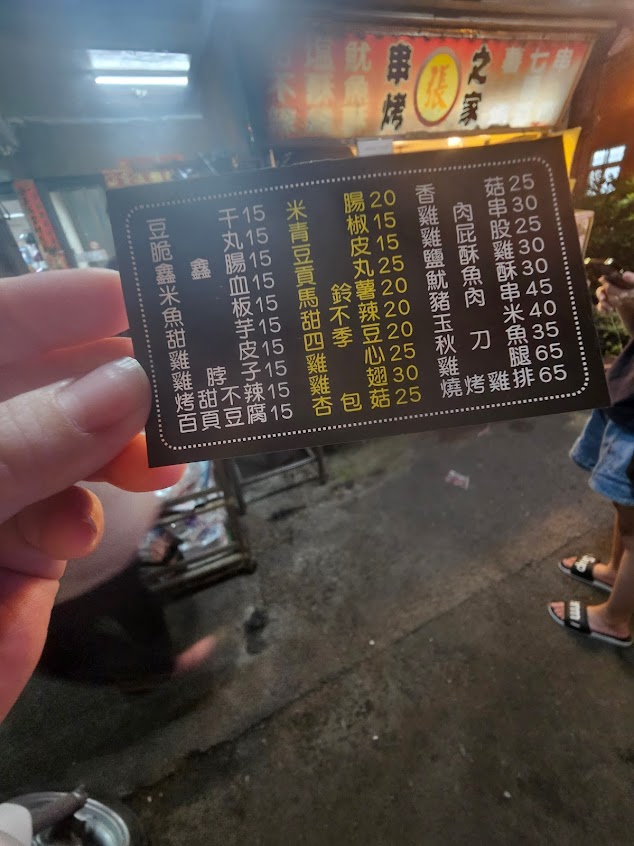 串烤
張
之家
豆干15
脆丸15
鑫鑫腸15
米血15
魚板15
甜芋15
雞皮15
雞脖子15
烤甜不辣15
百頁豆腐15
米腸20
青椒15
豆皮15
貢丸25
馬鈴薯20
甜不辣20
四季豆20
雞心25
雞翅30
杏包菇25
香菇25
雞肉串30
雞屁股25
鹽酥雞30
魷魚酥30
豬肉串45
玉米40
秋刀魚35
雞腿65
燒烤雞排65